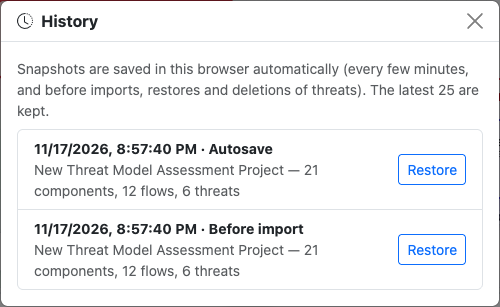 History
Snapshots are saved in this browser automatically (every few minutes,
and before imports, restores and deletions of threats). The latest 25 are
kept.
11/17/2026, 8:57:40 PM · Autosave
New Threat Model Assessment Project — 21
components, 12 flows, 6 threats
Restore
11/17/2026, 8:57:40 PM · Before import
New Threat Model Assessment Project — 21
components, 12 flows, 6 threats
Restore